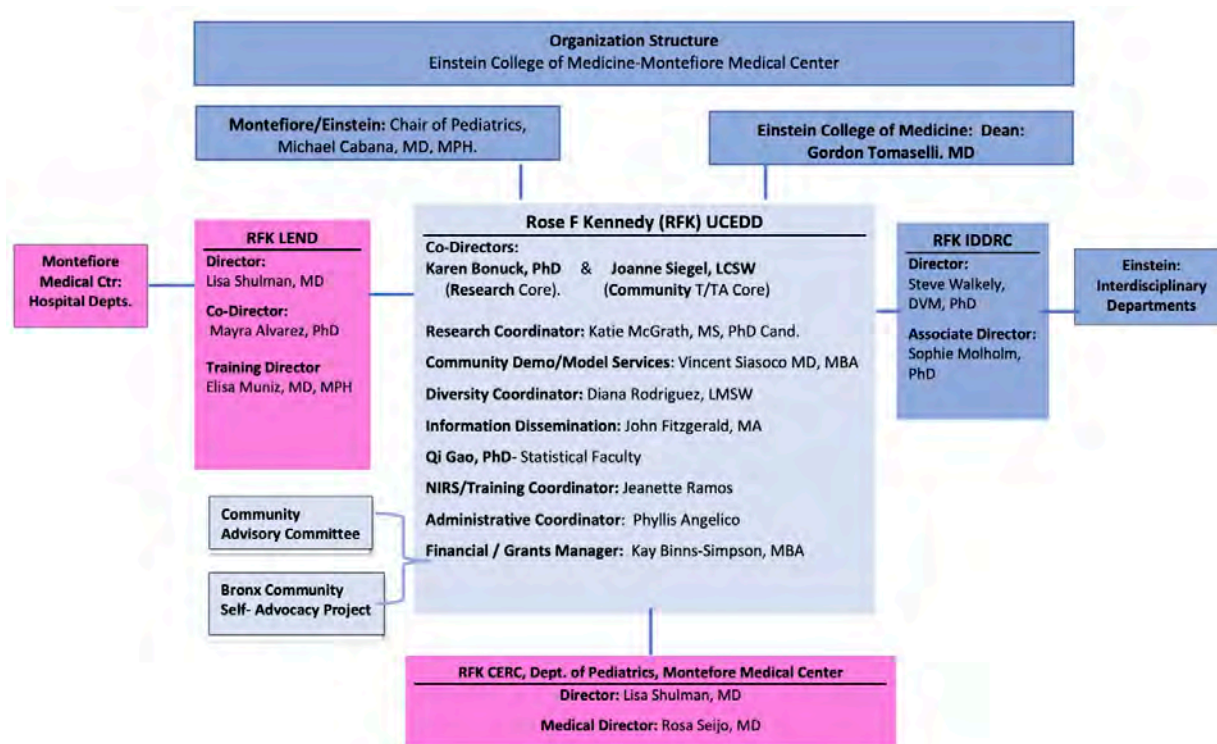 Organization Structure
Einstein College of Medicine-Montefiore Medical Center
Montefiore/Einstein: Chair of Pediatrics,
Michael Cabana, MD, MPH.
Einstein College of Medicine: Dean:
Gordon Tomaselli, MD
Montefiore
Medical Ctr:
Hospital Depts.
RFK LEND
Director:
Lisa Shulman, MD
Co-Director:
Mayra Alvarez, PhD
Training Director
Elisa Muniz, MD, MPH
Rose F Kennedy (RFK) UCEDD
Co-Directors:
Karen Bonuck, PhD & Joanne Siegel, LCSW
(Research Core). (Community T/TA Core)
Research Coordinator: Katie McGrath, MS, PhD Cand.
Community Demo/Model Services: Vincent Siasoco MD, MBA
Diversity Coordinator: Diana Rodriguez, LMSW
Information Dissemination: John Fitzgerald, MA
Qi Gao, PhD- Statistical Faculty
NIRS/Training Coordinator: Jeanette Ramos
Administrative Coordinator: Phyllis Angelico
Financial / Grants Manager: Kay Binns-Simpson, MBA
RFK IDDRC
Director:
Steve Walkely,
DVM, PhD
Associate Director:
Sophie Molholm,
PhD
Einstein:
Interdisciplinary
Departments
Community
Advisory Committee
Bronx Community
Self- Advocacy Project
RFK CERC, Dept. of Pediatrics, Montefore Medical Center
Director: Lisa Shulman, MD
Medical Director: Rosa Seijo, MD